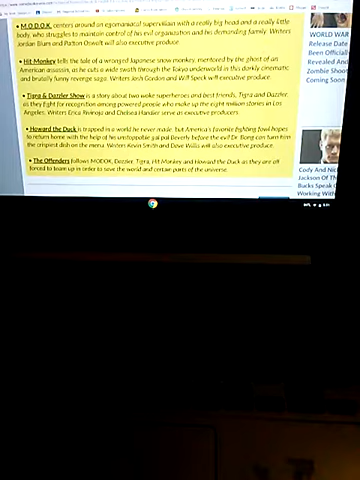 • M.O.D.O.K. centers around an egomaniacal supervillain with a really big head and a really little
body, who struggles to maintain control of his evil organization and his demanding family. Writers
Jordan Blum and Patton Oswalt will also executive produce.
• Hit Monkey tells the tale of a wronged Japanese snow monkey, mentored by the ghost of an
American assassin, as he cuts a wide swath through the Tokyo underworld in this darkly cinematic
and brutally funny revenge saga. Writers Josh Gordon and Will Speck will executive produce.
• Tigra & Dazzler Show is a story about two woke superheroes and best friends, Tigra and Dazzler,
as they fight for recognition among powered people who make up the eight million stories in Los
Angeles. Writers Erica Rivinoja and Chelsea Handler serve as executive producers
• Howard the Duck is trapped in a world he never made, but America's favorite fighting fowl hopes
to return home with the help of his unstoppable gal pal Beverly before the evil Dr. Bong can turn him
into the crispiest dish on the menu. Writers Kevin Smith and Dave Willis will also executive produce.
• The Offenders follows MODOK, Dazzler, Tigra, Hit Monkey and Howard the Duck as they are all
forced to team up in order to save the world and certain parts of the universe.
WORLD WAR
Release Date
Been Official
Revealed And
Zombie Shoot
Coming Soon
Cody And Nic
Jackson Of Th
Bucks Speak O
Working With